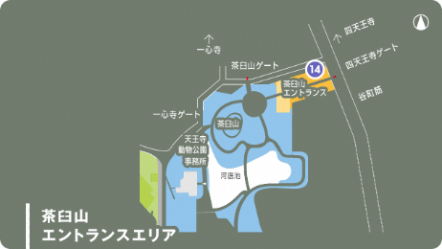 四天王寺
一心寺
四天王寺ゲート
茶臼山ゲート
14
茶臼山
エントランス
谷町筋
一心寺ゲート
茶臼山
天王寺
動物公園
事務所
河底池
茶臼山
エントランスエリア